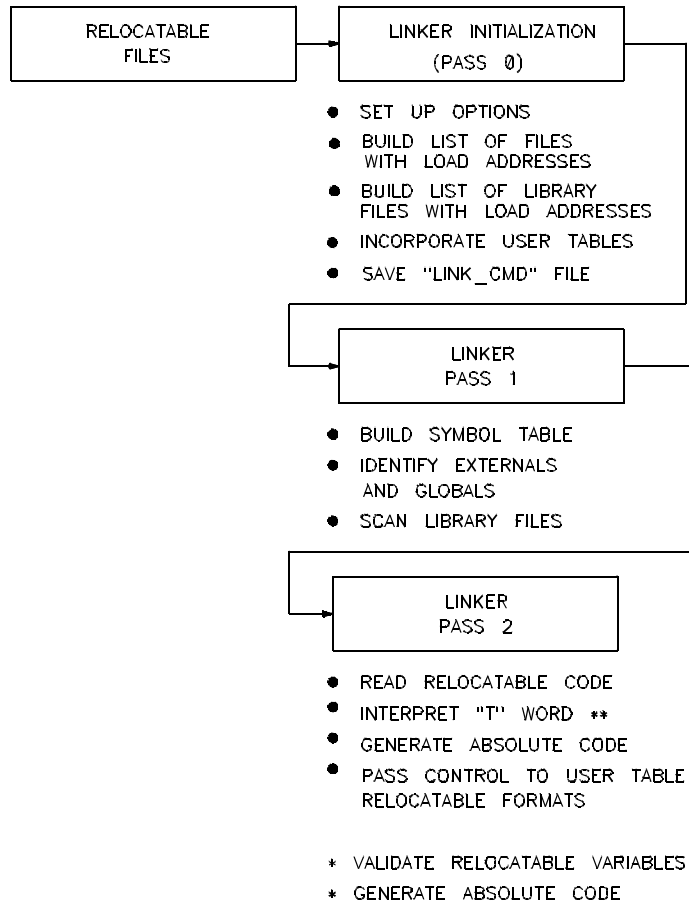 RELOCATABLE
FILES
LINKER INITIALIZATION
(PASS 0)
● SET UP OPTIONS
● BUILD LIST OF FILES
WITH LOAD ADDRESSES
● BUILD LIST OF LIBRARY
FILES WITH LOAD ADDRESSES
● INCORPORATE USER TABLES
● SAVE "LINK_CMD" FILE
LINKER
PASS 1
● BUILD SYMBOL TABLE
● IDENTIFY EXTERNALS
AND GLOBALS
● SCAN LIBRARY FILES
LINKER
PASS 2
● READ RELOCATABLE CODE
● INTERPRET "T" WORD **
● GENERATE ABSOLUTE CODE
● PASS CONTROL TO USER TABLE
RELOCATABLE FORMATS
* VALIDATE RELOCATABLE VARIABLES
* GENERATE ABSOLUTE CODE